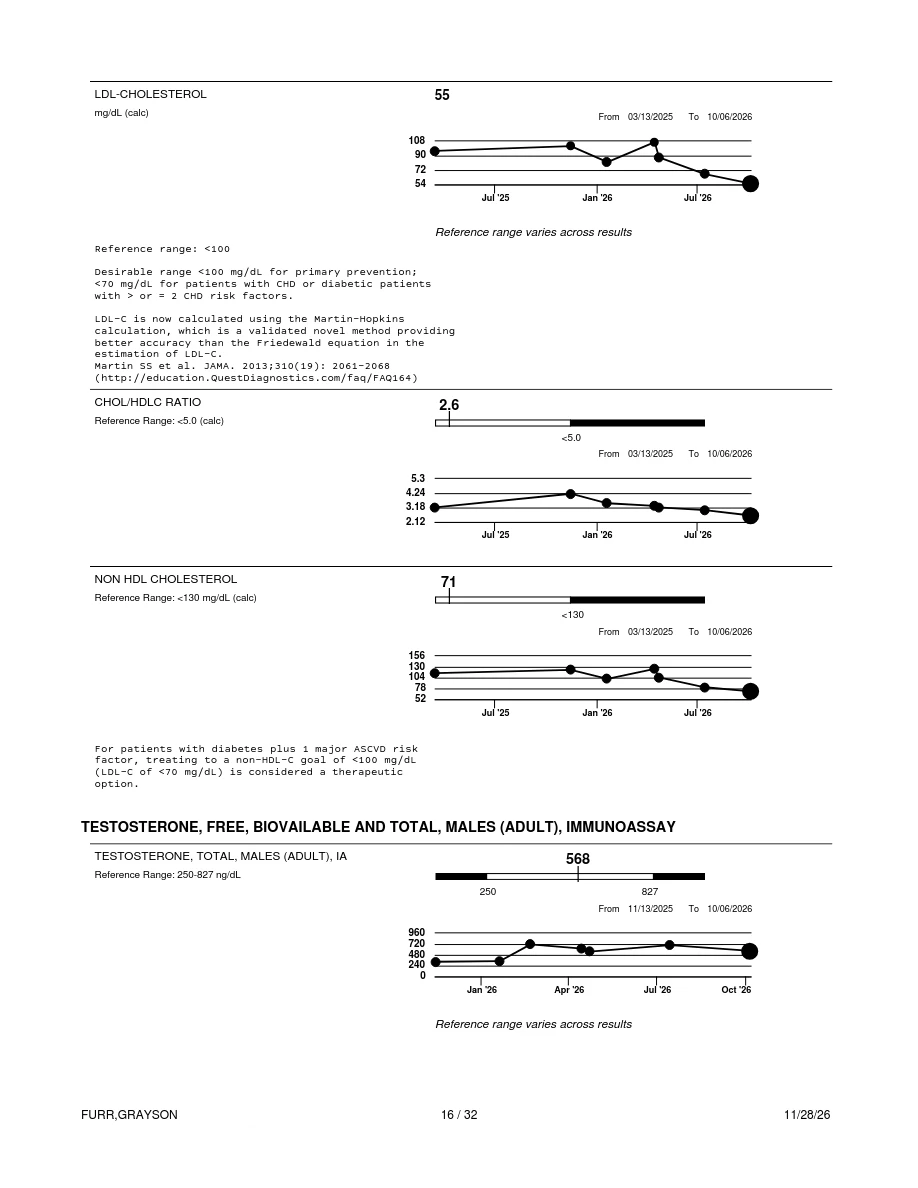 LDL-CHOLESTEROL
55
mg/dL (calc)
From 03/13/2025 To 10/06/2026
108
90
72
54
Jul '25 Jan '26 Jul '26
Reference range varies across results
Reference range: <100
Desirable range <100 mg/dL for primary prevention;
<70 mg/dL for patients with CHD or diabetic patients
with > or = 2 CHD risk factors.
LDL-C is now calculated using the Martin-Hopkins
calculation, which is a validated novel method providing
better accuracy than the Friedewald equation in the
estimation of LDL-C.
Martin SS et al. JAMA. 2013;310(19): 2061-2068
(http://education.QuestDiagnostics.com/faq/FAQ164)
CHOL/HDLC RATIO
2.6
Reference Range: <5.0 (calc)
<5.0
From 03/13/2025 To 10/06/2026
5.3
4.24
3.18
2.12
Jul '25 Jan '26 Jul '26
NON HDL CHOLESTEROL
71
Reference Range: <130 mg/dL (calc)
<130
From 03/13/2025 To 10/06/2026
156
130
104
78
52
Jul '25 Jan '26 Jul '26
For patients with diabetes plus 1 major ASCVD risk
factor, treating to a non-HDL-C goal of <100 mg/dL
(LDL-C of <70 mg/dL) is considered a therapeutic
option.
TESTOSTERONE, FREE, BIOVAILABLE AND TOTAL, MALES (ADULT), IMMUNOASSAY
TESTOSTERONE, TOTAL, MALES (ADULT), IA
568
Reference Range: 250-827 ng/dL
250 827
From 11/13/2025 To 10/06/2026
960
720
480
240
0
Jan '26 Apr '26 Jul '26 Oct '26
Reference range varies across results
FURR,GRAYSON 16 / 32 11/28/26